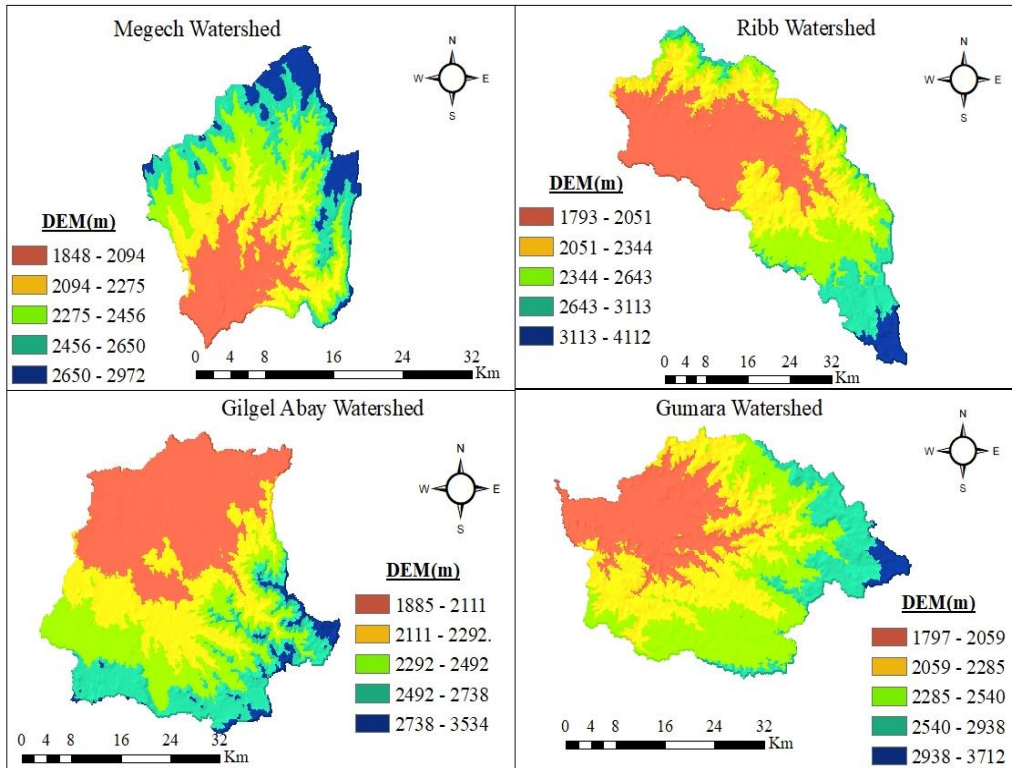 Megech Watershed
N
W E
S
DEM(m)
1848 - 2094
2094 - 2275
2275 - 2456
2456 - 2650
2650 - 2972
0 4 8 16 24 32
Km
Ribb Watershed
N
W E
S
DEM(m)
1793 - 2051
2051 - 2344
2344 - 2643
2643 - 3113
3113 - 4112
0 4 8 16 24 32
Km
Gilgel Abay Watershed
N
W E
S
DEM(m)
1885 - 2111
2111 - 2292.
2292 - 2492
2492 - 2738
2738 - 3534
0 4 8 16 24 32
Km
Gumara Watershed
N
W E
S
DEM(m)
1797 - 2059
2059 - 2285
2285 - 2540
2540 - 2938
2938 - 3712
0 4 8 16 24 32
Km